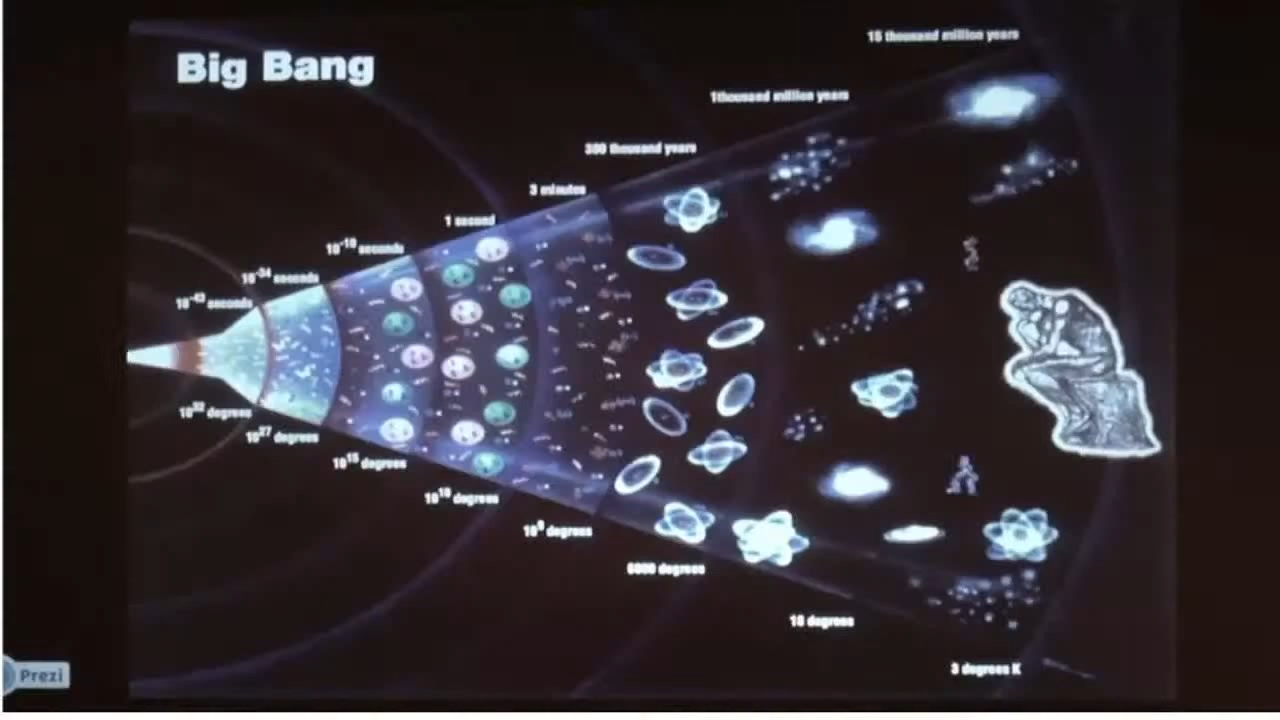 Big Bang
15 thousand million years
1thousand million years
300 thousand years
3 minutes
1 second
10⁻¹⁰ seconds
10⁻³⁴ seconds
10⁻⁴³ seconds
10³² degrees
10²⁷ degrees
10¹⁵ degrees
10¹⁰ degrees
10⁹ degrees
6000 degrees
18 degrees
3 degrees K
Prezi